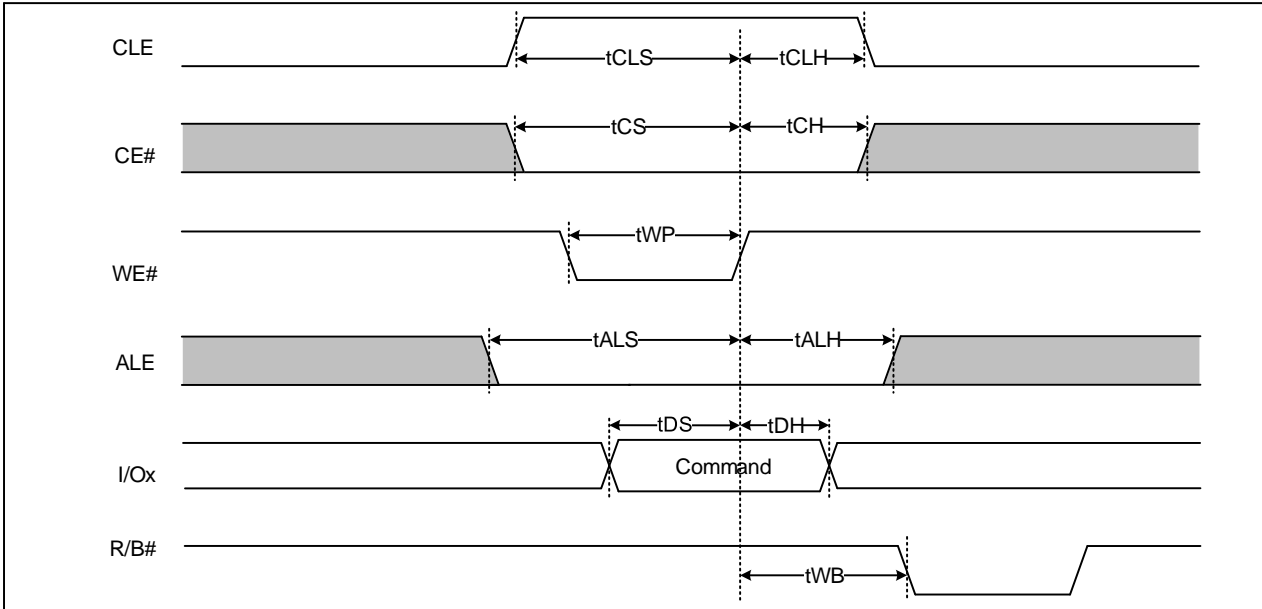 CLE
tCLS
tCLH
CE#
tCS
tCH
WE#
tWP
ALE
tALS
tALH
I/Ox
tDS
tDH
Command
R/B#
tWB